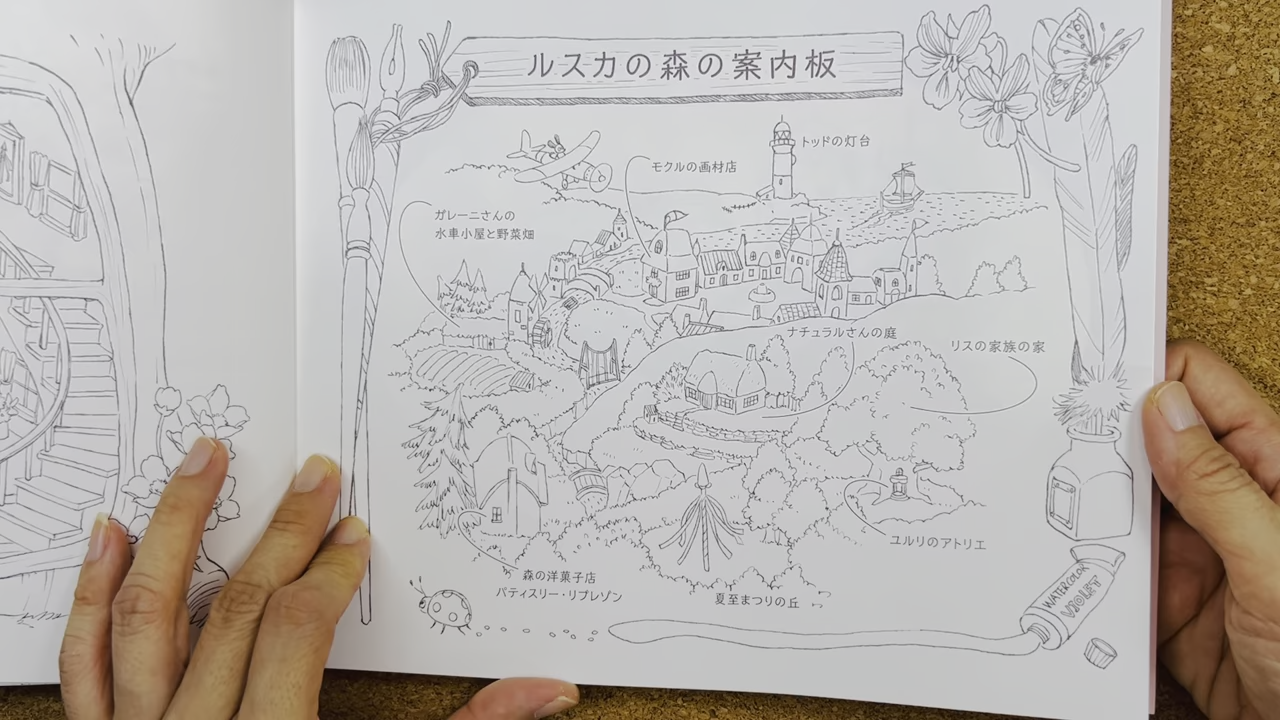 ルスカの森の案内板
トッドの灯台
モクルの画材店
ガレーニさんの
水車小屋と野菜畑
ナチュラルさんの庭
リスの家族の家
ユルリのアトリエ
森の洋菓子店
パティスリー・リプレゾン
夏至まつりの丘
WATERCOLOR
VIOLET